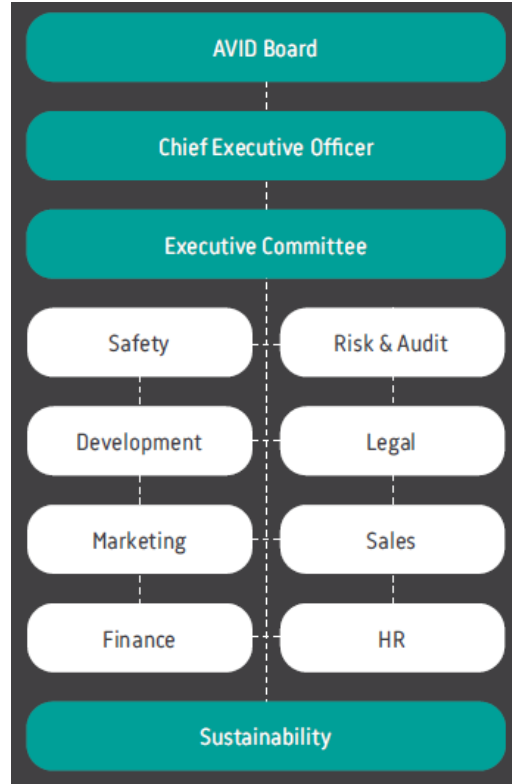 AVID Board
Chief Executive Officer
Executive Committee
Safety
Risk & Audit
Development
Legal
Marketing
Sales
Finance
HR
Sustainability